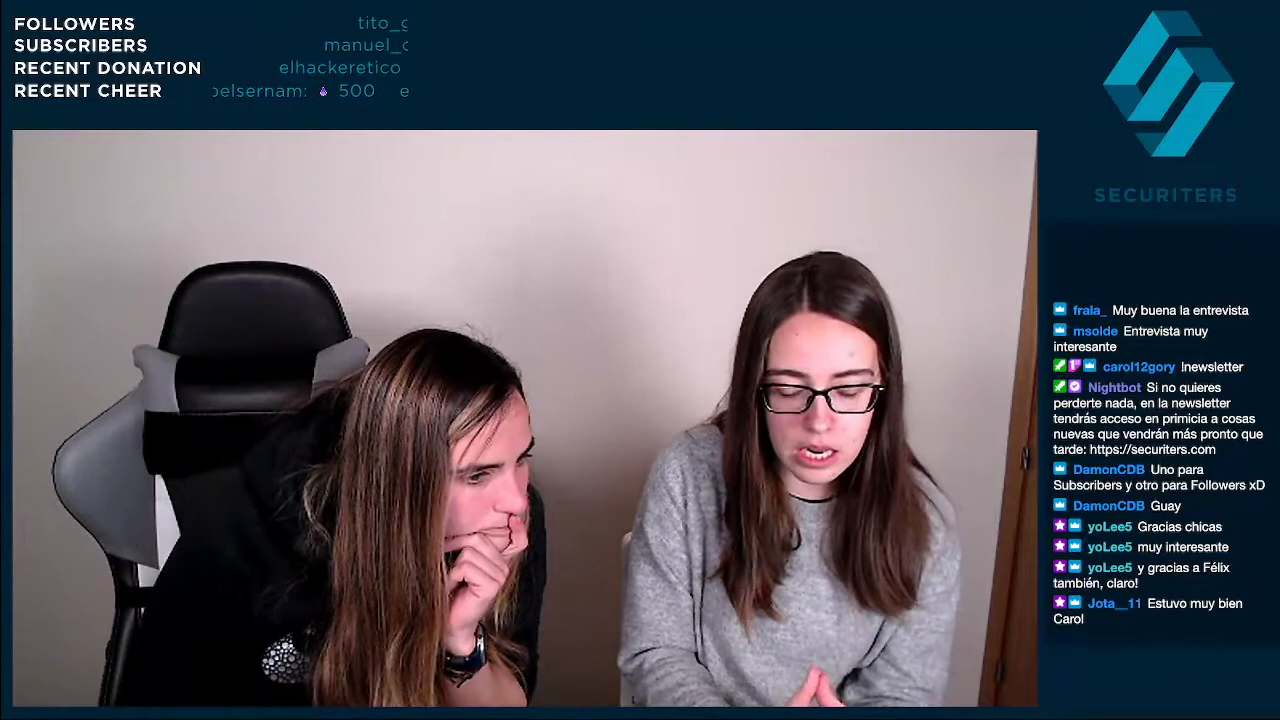 FOLLOWERS tito_
SUBSCRIBERS manuel_
RECENT DONATION elhackeretico
RECENT CHEER elsernam: 500 e
SECURITERS
frala_ Muy buena la entrevista
msolde Entrevista muy
interesante
carol12gory !newsletter
Nightbot Si no quieres
perderte nada, en la newsletter
tendrás acceso en primicia a cosas
nuevas que vendrán más pronto que
tarde: https://securiters.com
DamonCDB Uno para
Subscribers y otro para Followers xD
DamonCDB Guay
yoLee5 Gracias chicas
yoLee5 muy interesante
yoLee5 y gracias a Félix
también, claro!
Jota__11 Estuvo muy bien
Carol